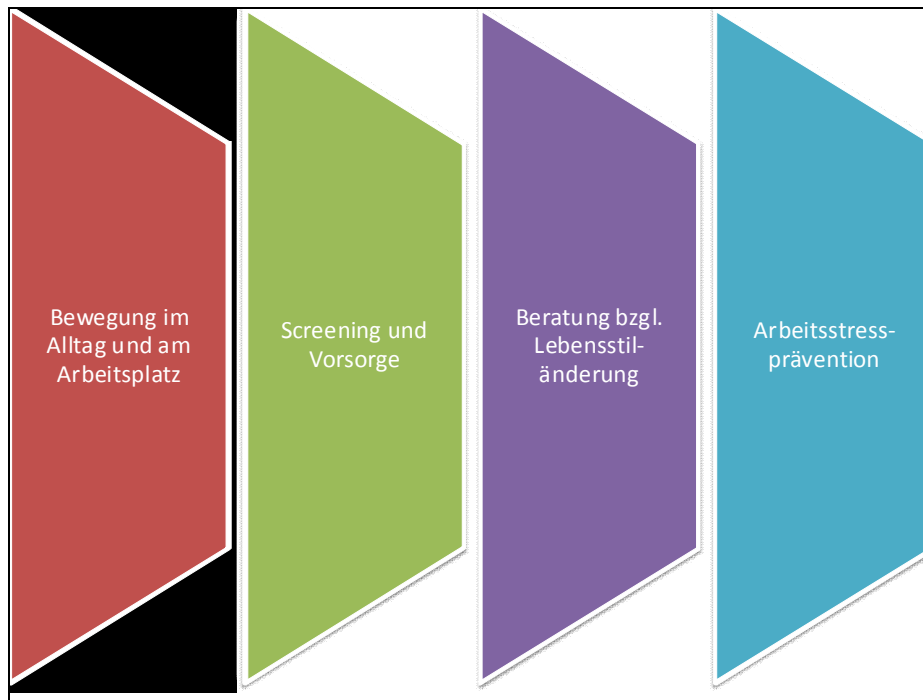 Bewegung im
Alltag und am
Arbeitsplatz
Screening und
Vorsorge
Beratung bzgl.
Lebensstil-
änderung
Arbeitsstress-
prävention